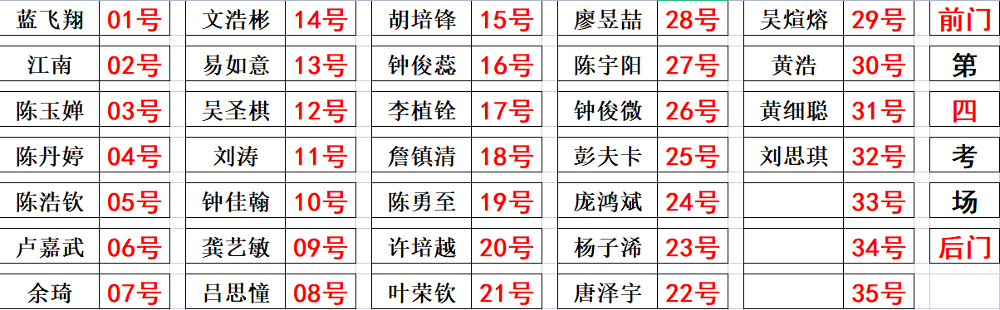 蓝飞翔 01号 文浩彬 14号 胡培锋 15号 廖昱喆 28号 吴煊熔 29号 前门
江南 02号 易如意 13号 钟俊蕊 16号 陈宇阳 27号 黄浩 30号 第
陈玉婵 03号 吴圣棋 12号 李植铨 17号 钟俊微 26号 黄细聪 31号 四
陈丹婷 04号 刘涛 11号 詹镇清 18号 彭夫卡 25号 刘思琪 32号 考
陈浩钦 05号 钟佳翰 10号 陈勇至 19号 庞鸿斌 24号 33号 场
卢嘉武 06号 龚艺敏 09号 许培越 20号 杨子浠 23号 34号 后门
余琦 07号 吕思憧 08号 叶荣钦 21号 唐泽宇 22号 35号